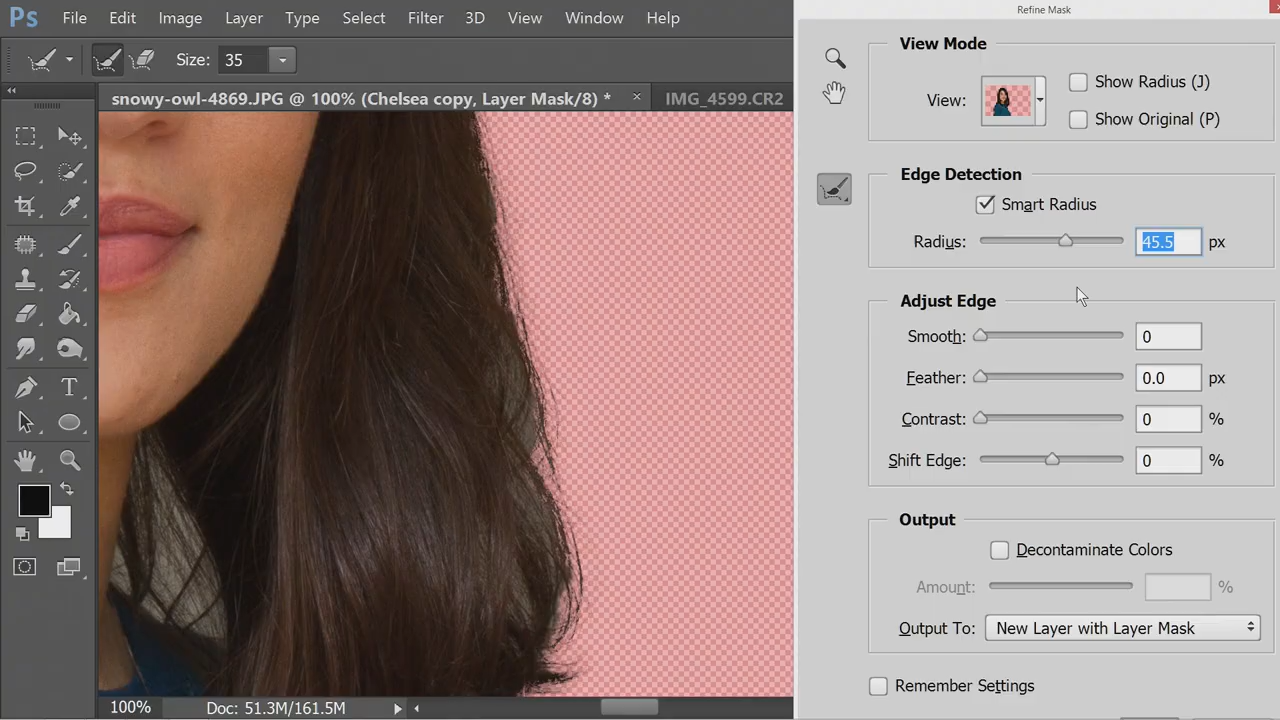 Ps File Edit Image Layer Type Select Filter 3D View Window Help
Size: 35
snowy-owl-4869.JPG @ 100% (Chelsea copy, Layer Mask/8) * × IMG_4599.CR2
T
100% Doc: 51.3M/161.5M
Refine Mask
View Mode
View:
Show Radius (J)
Show Original (P)
Edge Detection
Smart Radius
Radius: 45.5 px
Adjust Edge
Smooth: 0
Feather: 0.0 px
Contrast: 0 %
Shift Edge: 0 %
Output
Decontaminate Colors
Amount: %
Output To: New Layer with Layer Mask
Remember Settings